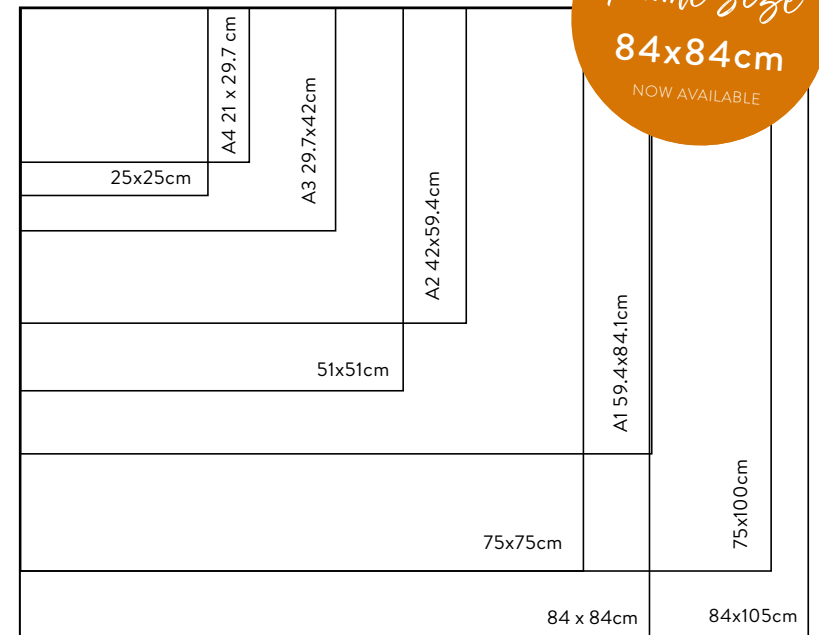 Size
84x84cm
NOW AVAILABLE
A4 21 x 29.7 cm
25x25cm
A3 29.7x42cm
A2 42x59.4cm
51x51cm
A1 59.4x84.1cm
75x75cm
75x100cm
84 x 84cm
84x105cm